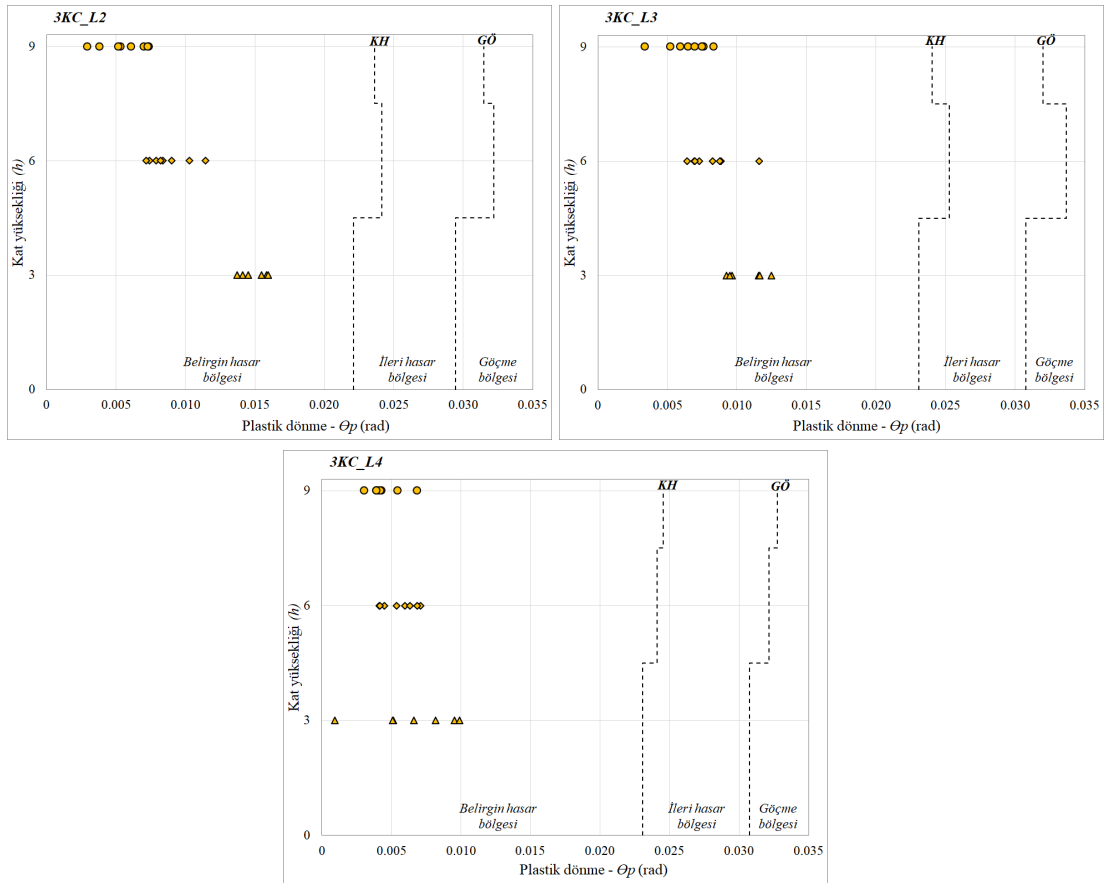 3KC_L2
9
6
3
0
Kat yüksekliği (h)
KH
GÖ
Belirgin hasar
bölgesi
İleri hasar
bölgesi
Göçme
bölgesi
0 0.005 0.010 0.015 0.020 0.025 0.030 0.035
Plastik dönme - Θp (rad)
3KC_L3
9
6
3
0
Kat yüksekliği (h)
KH
GÖ
Belirgin hasar
bölgesi
İleri hasar
bölgesi
Göçme
bölgesi
0 0.005 0.010 0.015 0.020 0.025 0.030 0.035
Plastik dönme - Θp (rad)
3KC_L4
9
6
3
0
Kat yüksekliği (h)
KH
GÖ
Belirgin hasar
bölgesi
İleri hasar
bölgesi
Göçme
bölgesi
0 0.005 0.010 0.015 0.020 0.025 0.030 0.035
Plastik dönme - Θp (rad)